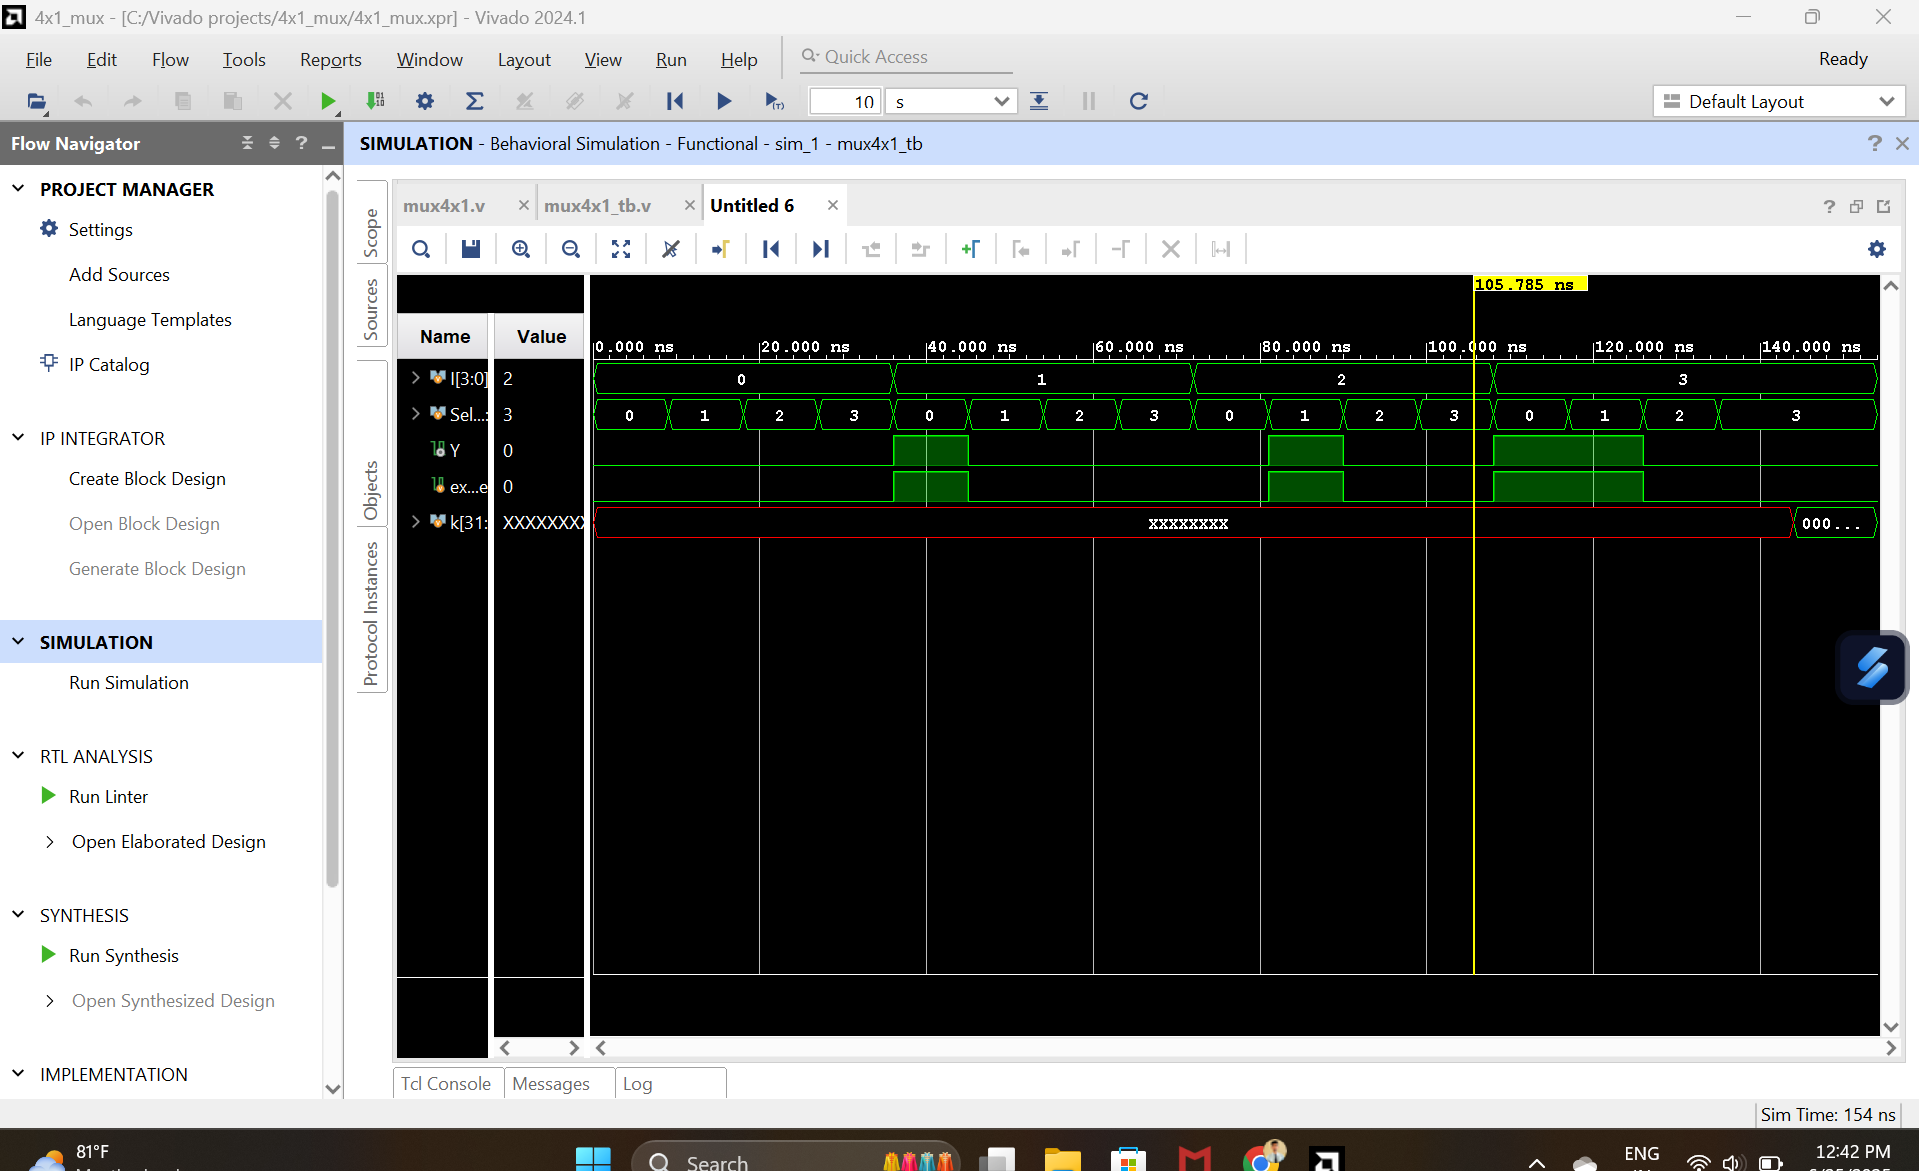 4x1_mux - [C:/Vivado projects/4x1_mux/4x1_mux.xpr] - Vivado 2024.1
File Edit Flow Tools Reports Window Layout View Run Help Quick Access Ready
10 s Default Layout
Flow Navigator
SIMULATION - Behavioral Simulation - Functional - sim_1 - mux4x1_tb
PROJECT MANAGER
Settings
Add Sources
Language Templates
IP Catalog
IP INTEGRATOR
Create Block Design
Open Block Design
Generate Block Design
SIMULATION
Run Simulation
RTL ANALYSIS
Run Linter
Open Elaborated Design
SYNTHESIS
Run Synthesis
Open Synthesized Design
IMPLEMENTATION
Scope
Sources
Objects
Protocol Instances
mux4x1.v mux4x1_tb.v Untitled 6
105.785 ns
Name Value
0.000 ns 20.000 ns 40.000 ns 60.000 ns 80.000 ns 100.000 ns 120.000 ns 140.000 ns
I[3:0] 2 0 1 2 3
Sel...: 3 0 1 2 3 0 1 2 3 0 1 2 3 0 1 2 3
Y 0
ex...e 0
k[31: XXXXXXXX XXXXXXXX 000...
Tcl Console Messages Log
Sim Time: 154 ns
81°F
Search
ENG
12:42 PM